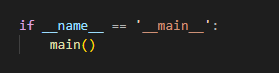 if __name__ == '__main__':
    main()